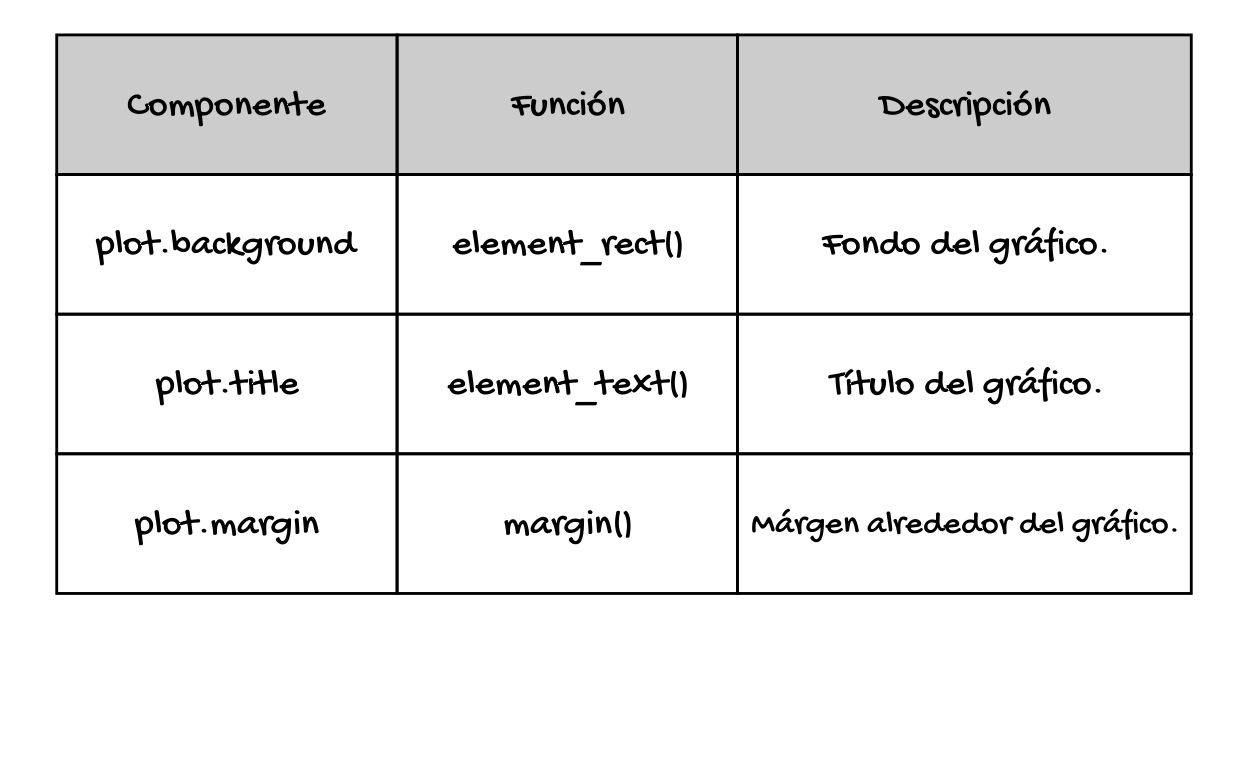 Componente Función Descripción
plot.background element_rect() Fondo del gráfico.
plot.title element_text() Título del gráfico.
plot.margin margin() Márgen alrededor del gráfico.